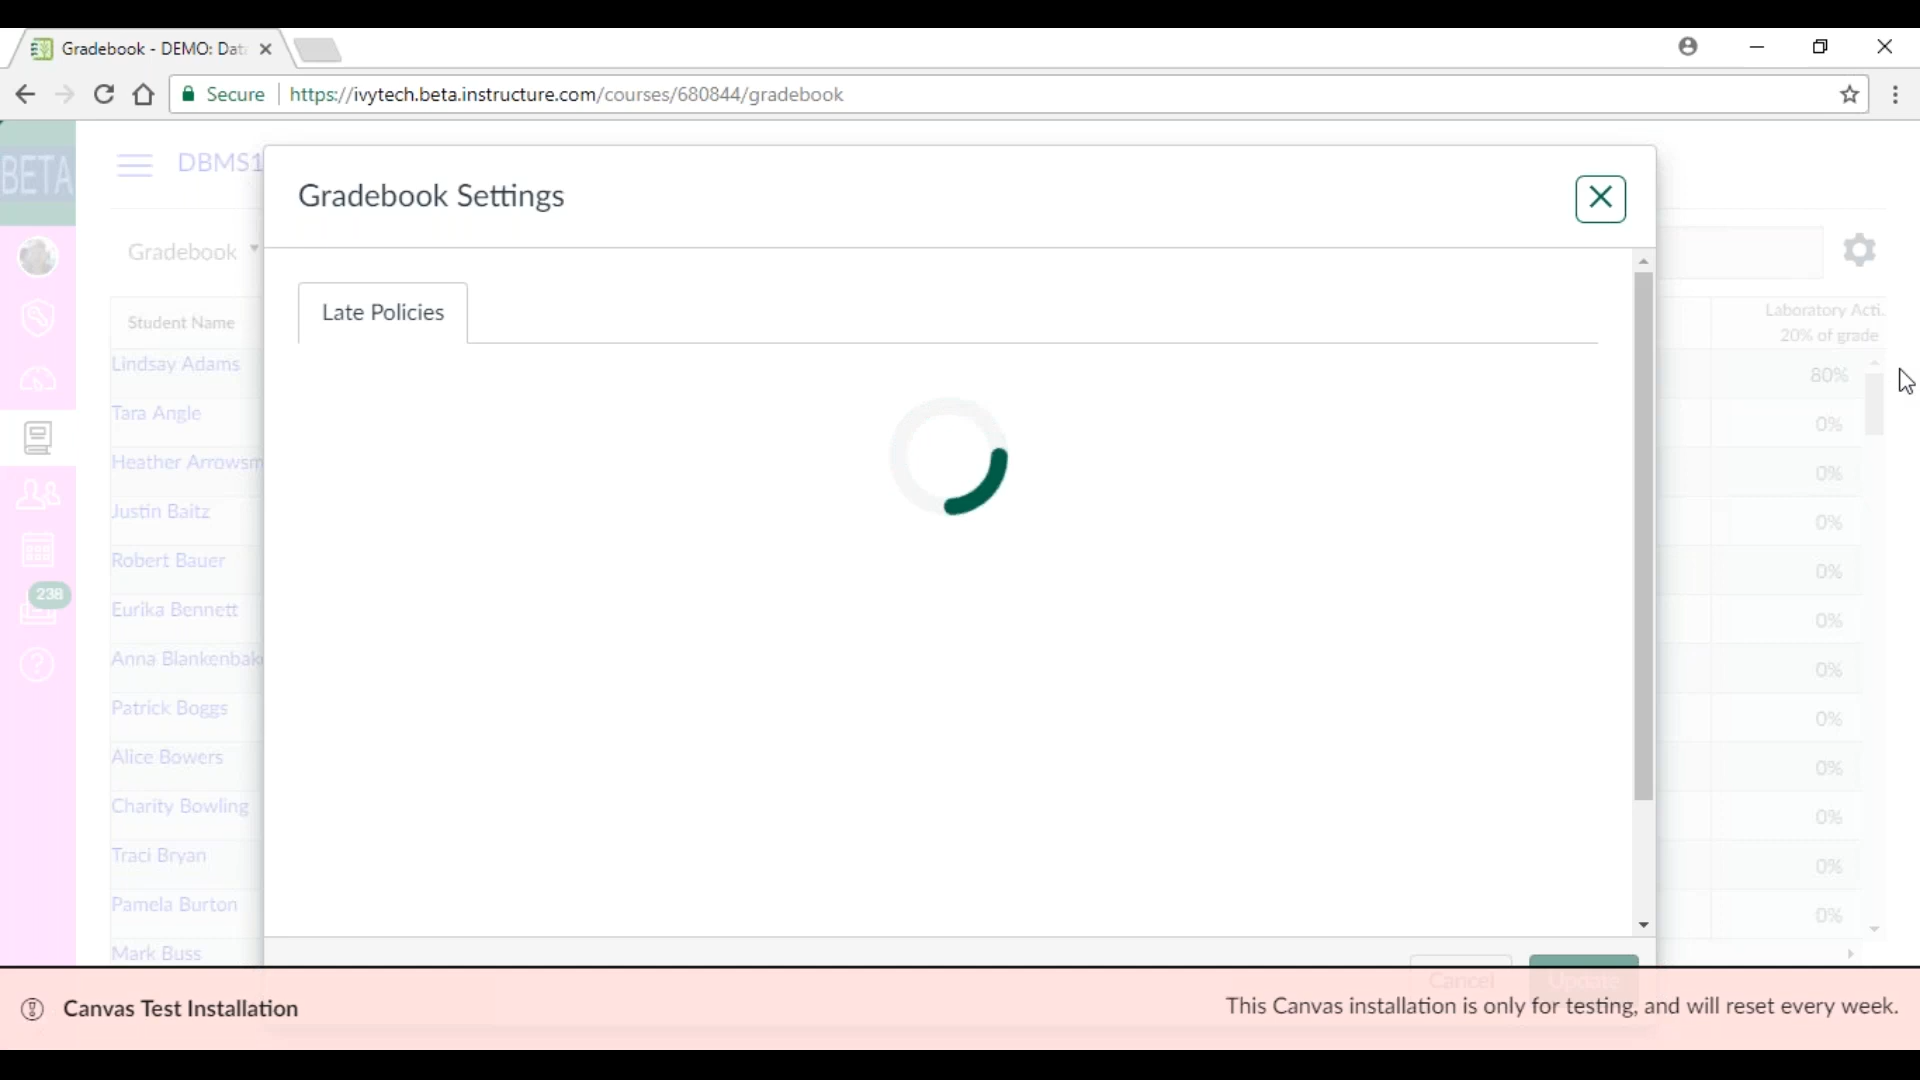 Gradebook - DEMO: Dat
Secure https://ivytech.beta.instructure.com/courses/680844/gradebook
BETA
DBMS1
Gradebook Settings
Gradebook
Late Policies
Student Name
Laboratory Acti.
20% of grade
Lindsay Adams 80%
Tara Angle 0%
Heather Arrowsm 0%
Justin Baitz 0%
Robert Bauer 0%
238
Eurika Bennett 0%
Anna Blankenbak 0%
Patrick Boggs 0%
Alice Bowers 0%
Charity Bowling 0%
Traci Bryan 0%
Pamela Burton 0%
Mark Buss
Cancel Update
Canvas Test Installation
This Canvas installation is only for testing, and will reset every week.